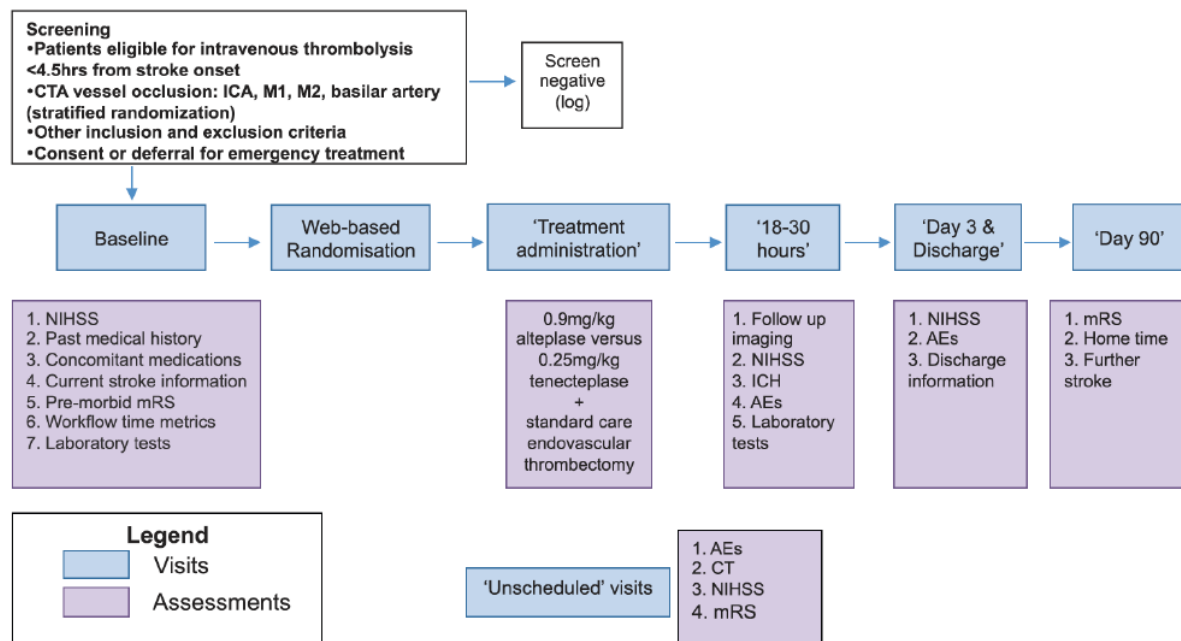 Screening
•Patients eligible for intravenous thrombolysis
<4.5hrs from stroke onset
•CTA vessel occlusion: ICA, M1, M2, basilar artery
(stratified randomization)
•Other inclusion and exclusion criteria
•Consent or deferral for emergency treatment
Screen
negative
(log)
Baseline
Web-based
Randomisation
‘Treatment
administration’
‘18-30
hours’
‘Day 3 &
Discharge’
‘Day 90’
1. NIHSS
2. Past medical history
3. Concomitant medications
4. Current stroke information
5. Pre-morbid mRS
6. Workflow time metrics
7. Laboratory tests
0.9mg/kg
alteplase versus
0.25mg/kg
tenecteplase
+
standard care
endovascular
thrombectomy
1. Follow up
imaging
2. NIHSS
3. ICH
4. AEs
5. Laboratory
tests
1. NIHSS
2. AEs
3. Discharge
information
1. mRS
2. Home time
3. Further
stroke
Legend
Visits
Assessments
‘Unscheduled’ visits
1. AEs
2. CT
3. NIHSS
4. mRS